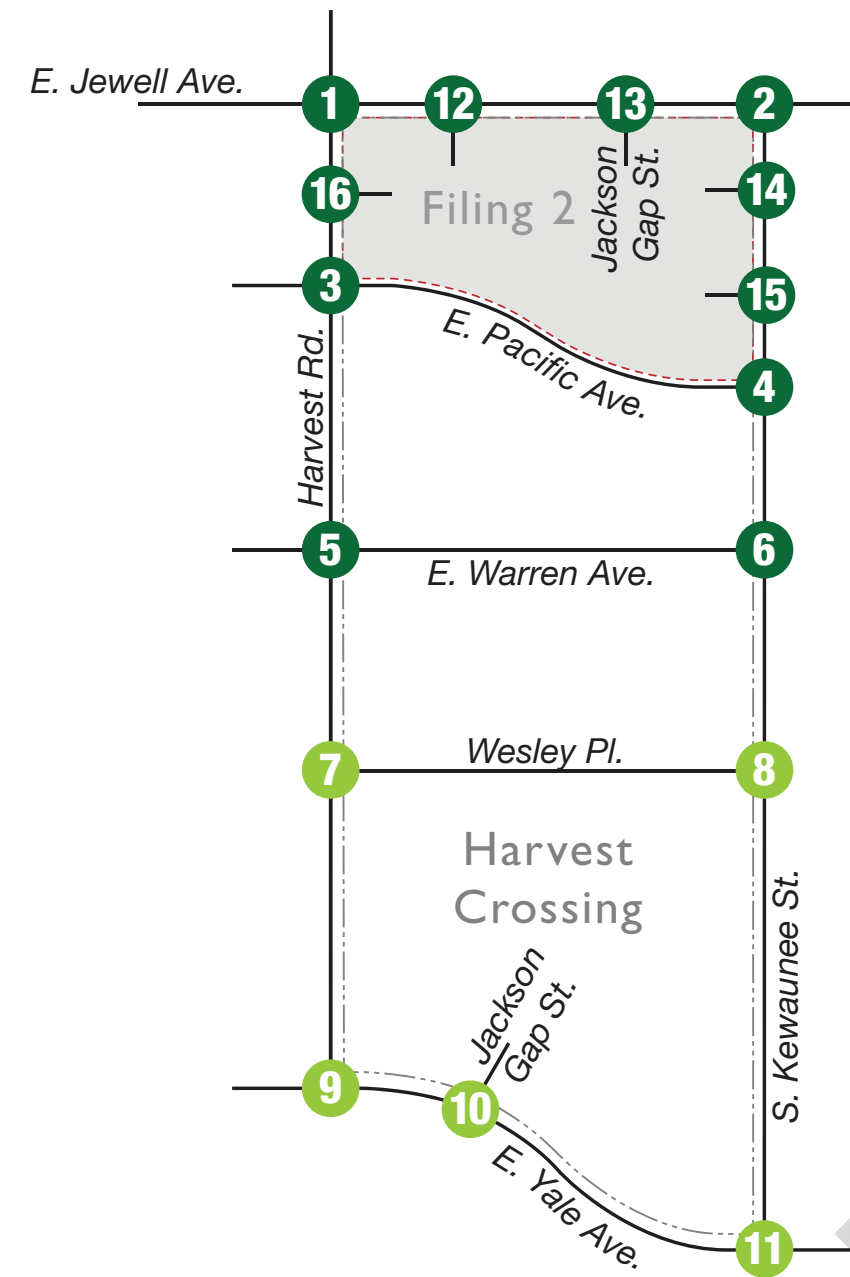 E. Jewell Ave.
1
12
13
2
16
Filing 2
Jackson
Gap St.
14
3
15
E. Pacific Ave.
4
Harvest Rd.
5
6
E. Warren Ave.
Wesley Pl.
7
8
Harvest
Crossing
S. Kewaunee St.
Jackson
Gap St.
9
10
E. Yale Ave.
11